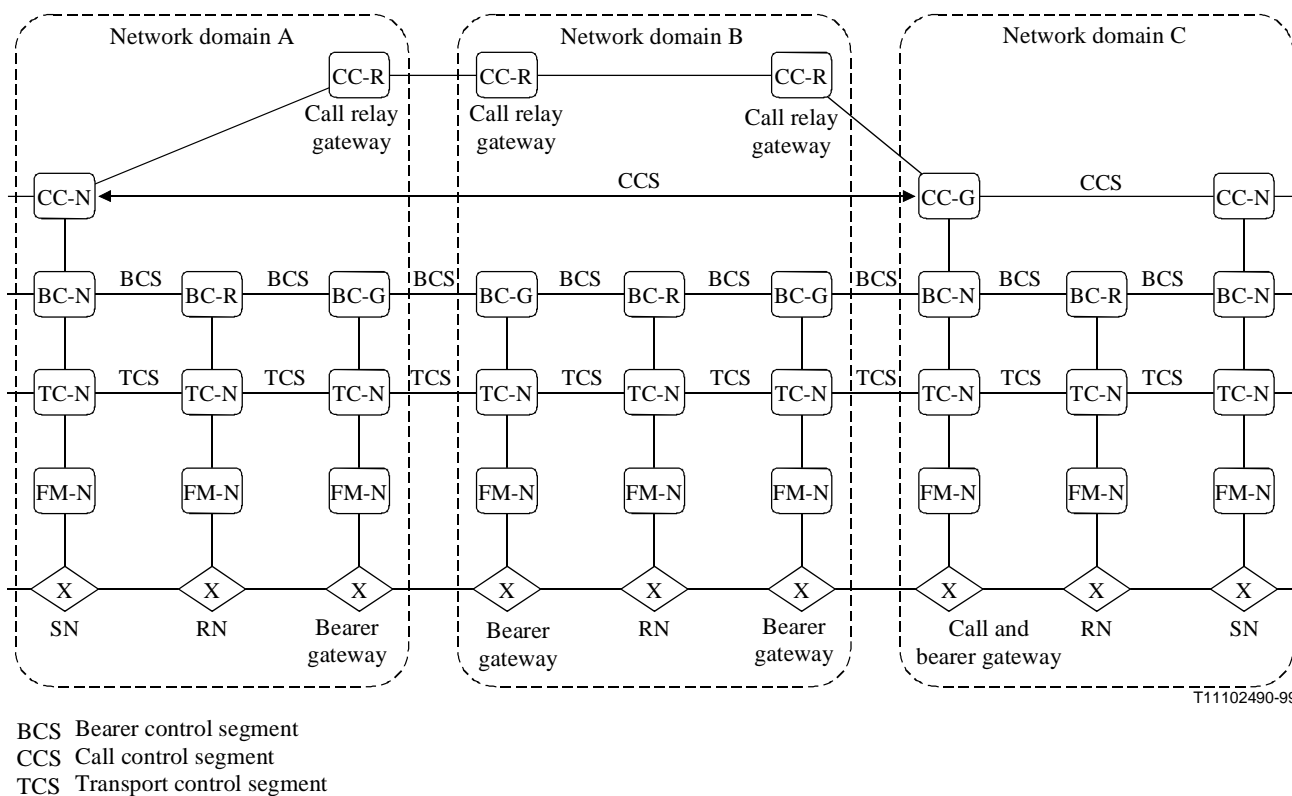 Network domain A
Network domain B
Network domain C
CC-R
CC-R
CC-R
Call relay
gateway
Call relay
gateway
Call relay
gateway
CC-N
CCS
CC-G
CCS
CC-N
BC-N
BCS
BC-R
BCS
BC-G
BCS
BC-G
BCS
BC-R
BCS
BC-G
BCS
BC-N
BCS
BC-R
BCS
BC-N
TC-N
TCS
TC-N
TCS
TC-N
TCS
TC-N
TCS
TC-N
TCS
TC-N
TCS
TC-N
TCS
TC-N
TCS
TC-N
FM-N
FM-N
FM-N
FM-N
FM-N
FM-N
FM-N
FM-N
FM-N
X
X
X
X
X
X
X
X
X
SN
RN
Bearer
gateway
Bearer
gateway
RN
Bearer
gateway
Call and
bearer gateway
RN
SN
T11102490-99
BCS Bearer control segment
CCS Call control segment
TCS Transport control segment